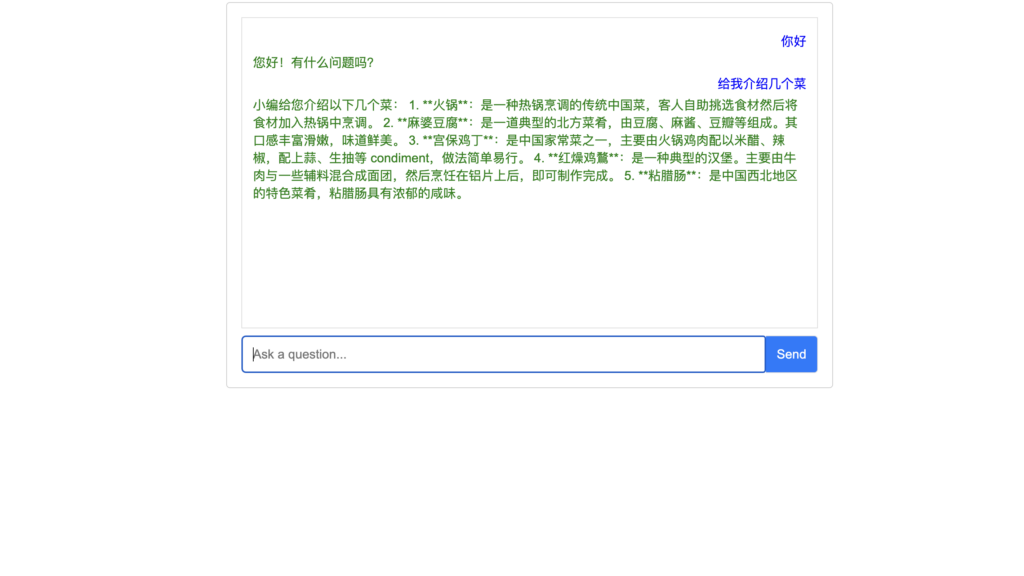 你好
您好！有什么问题吗？
给我介绍几个菜
小编给您介绍以下几个菜： 1. **火锅**：是一种热锅烹调的传统中国菜，客人自助挑选食材然后将
食材加入热锅中烹调。 2. **麻婆豆腐**：是一道典型的北方菜肴，由豆腐、麻酱、豆瓣等组成。其
口感丰富滑嫩，味道鲜美。 3. **宫保鸡丁**：是中国家常菜之一，主要由火锅鸡肉配以米醋、辣
椒，配上蒜、生抽等 condiment，做法简单易行。 4. **红燥鸡鷘**：是一种典型的汉堡。主要由牛
肉与一些辅料混合成面团，然后烹饪在铝片上后，即可制作完成。 5. **粘腊肠**：是中国西北地区
的特色菜肴，粘腊肠具有浓郁的咸味。
Ask a question...
Send